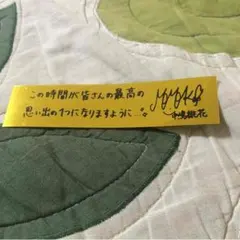 この時間が皆さんの最高の
思い出の1つになりますように…。